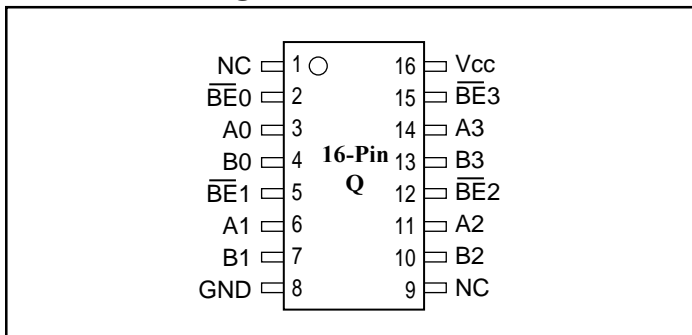 NC 1 16 Vcc
B̅E̅0 2 15 B̅E̅3
A0 3 14 A3
B0 4 16-Pin 13 B3
B̅E̅1 5 Q 12 B̅E̅2
A1 6 11 A2
B1 7 10 B2
GND 8 9 NC